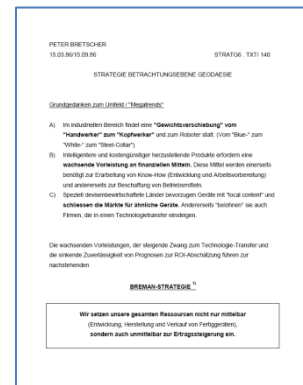 PETER BRETSCHER
15.03.86/15.09.86 STRATG6 . TXT/ 140
STRATEGIE BETRACHTUNGSEBENE GEODAESIE
Grundgedanken zum Umfeld / "Megatrends"
A) Im industriellen Bereich findet eine "Gewichtsverschiebung" vom
"Handwerker" zum "Kopfwerker" und zum Roboter statt. (Vom "Blue-" zum
"White-" zum "Steel-Collar")
B) Intelligentere und kostengünstiger herzustellende Produkte erfordern eine
wachsende Vorleistung an finanziellen Mitteln. Diese Mittel werden einerseits
benötigt zur Erarbeitung von Know-How (Entwicklung und Arbeitsvorbereitung)
und andererseits zur Beschaffung von Betriebsmitteln.
C) Speziell devisenbewirtschaftete Länder bevorzugen Geräte mit "local content" und
schliessen die Märkte für ähnliche Geräte. Andererseits "belohnen" sie auch
Firmen, die in einen Technologietransfer einsteigen.
Die wachsenden Vorleistungen, der steigende Zwang zum Technologie-Transfer und
die sinkende Zuverlässigkeit von Prognosen zur ROI-Abschätzung führen zur
nachstehenden
BREMAN-STRATEGIE 1)
Wir setzen unsere gesamten Ressourcen nicht nur mittelbar
(Entwicklung, Herstellung und Verkauf von Fertiggeräten),
sondern auch unmittelbar zur Ertragssteigerung ein.